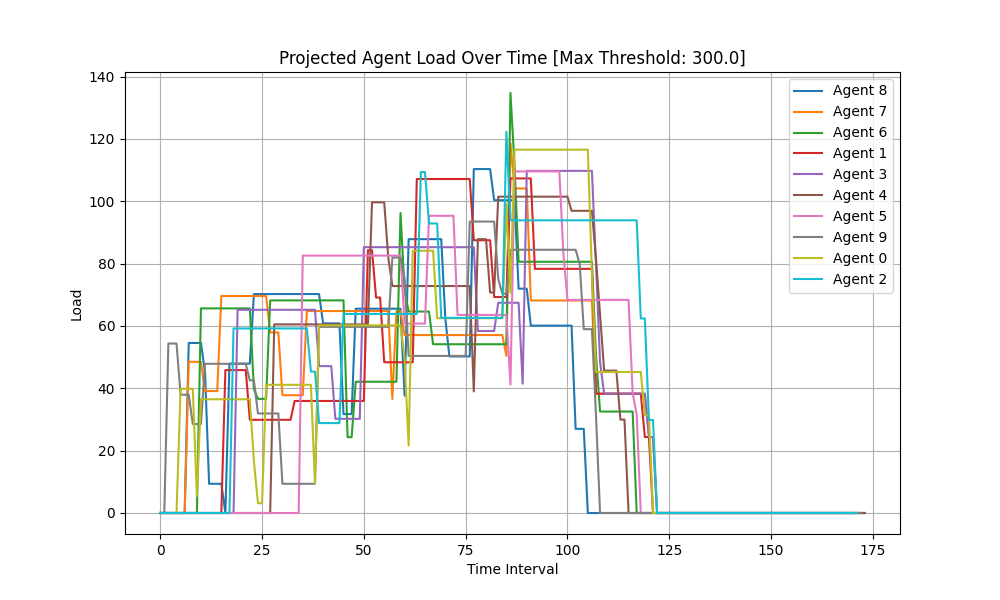 Projected Agent Load Over Time [Max Threshold: 300.0]
140
120
100
80
60
40
20
0
Load
0
25
50
75
100
125
150
175
Time Interval
Agent 8
Agent 7
Agent 6
Agent 1
Agent 3
Agent 4
Agent 5
Agent 9
Agent 0
Agent 2